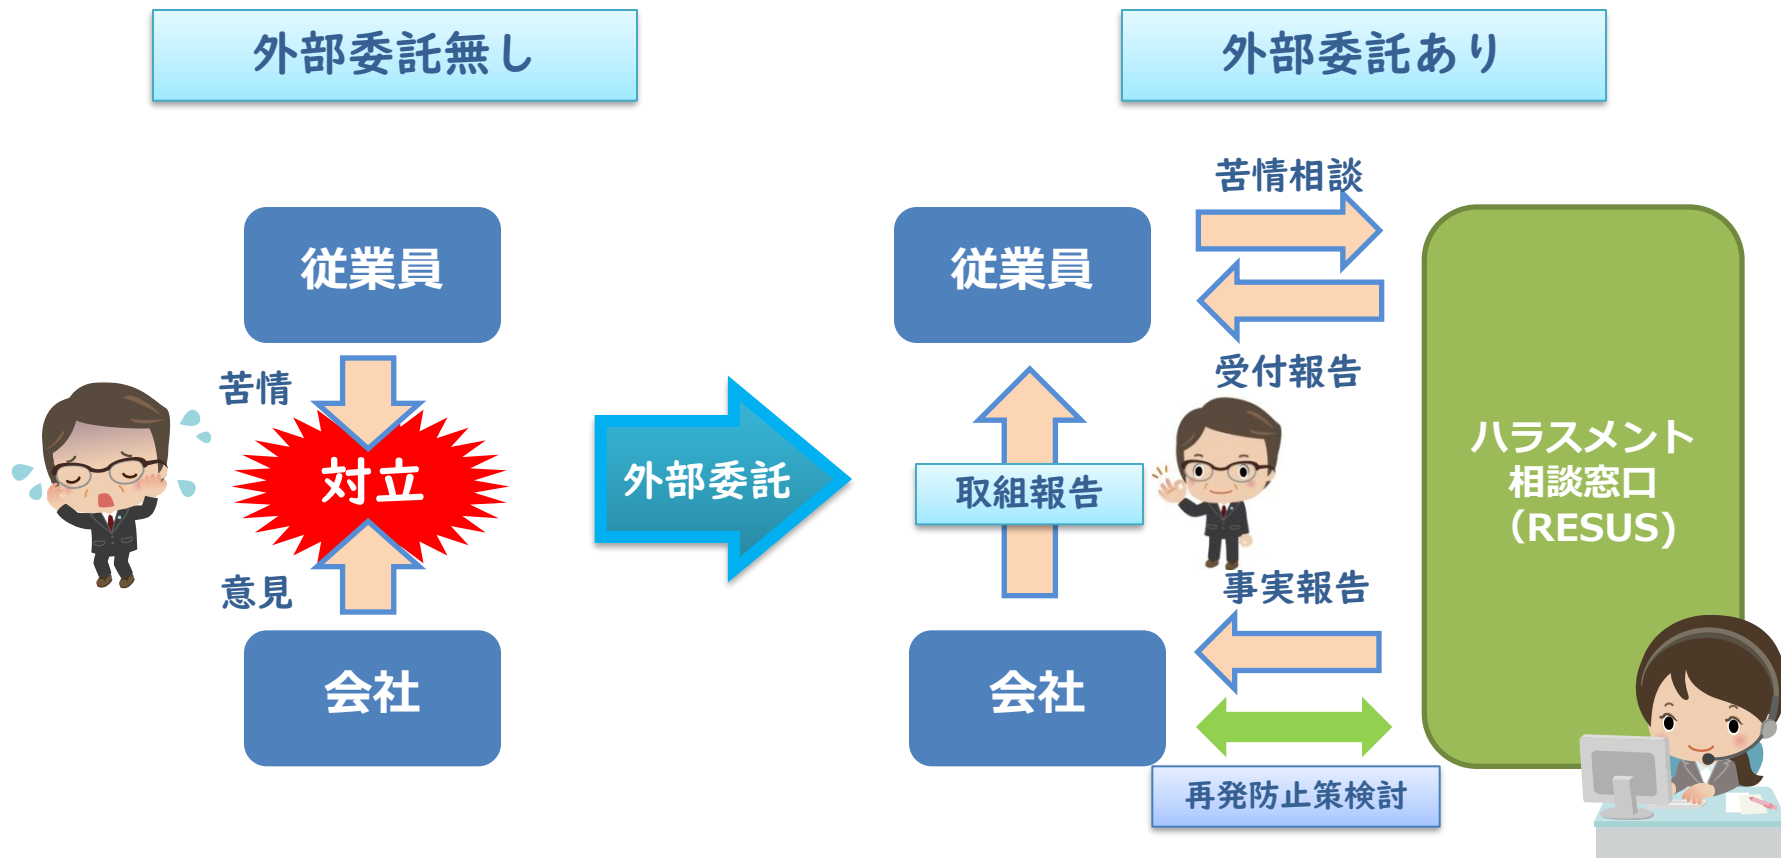 外部委託無し
外部委託あり
従業員
苦情
対立
意見
会社
外部委託
苦情相談
従業員
受付報告
取組報告
事実報告
会社
再発防止策検討
ハラスメント
相談窓口
（RESUS)